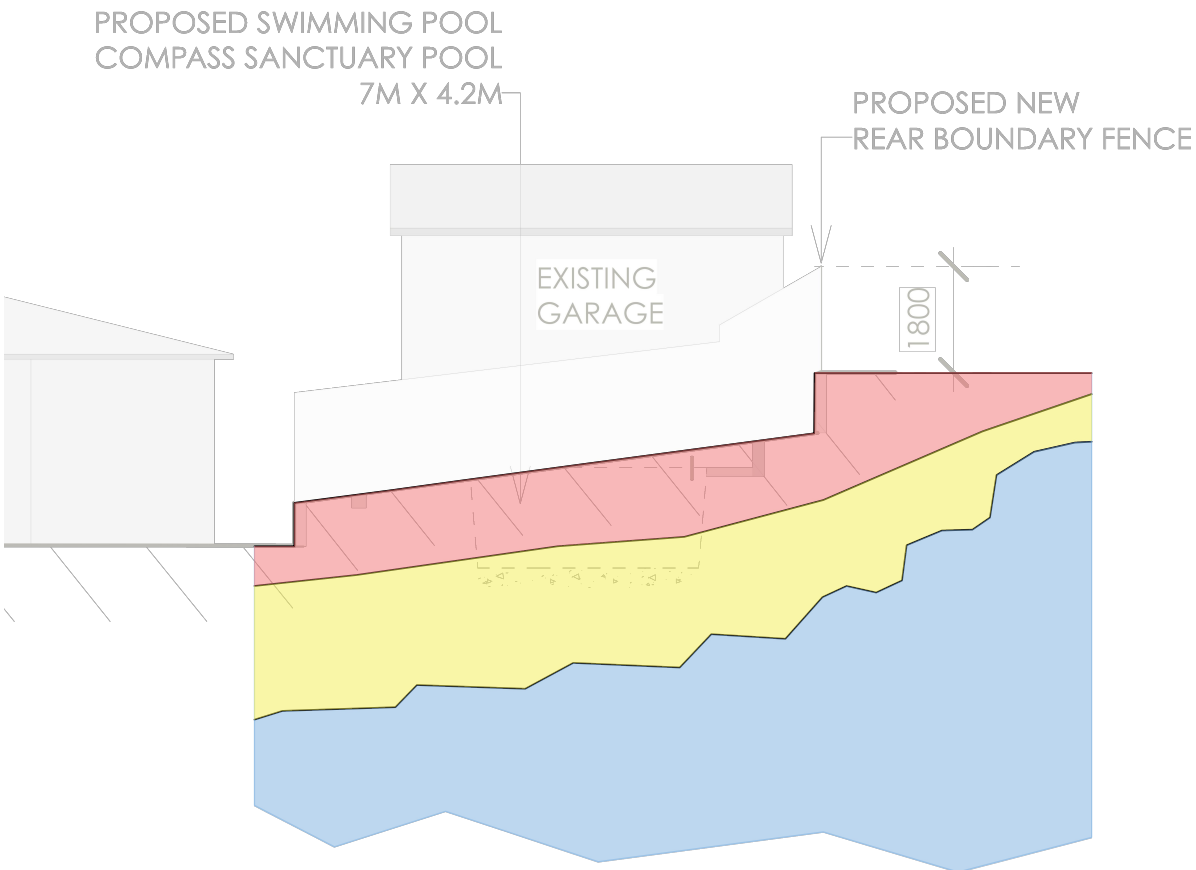 PROPOSED SWIMMING POOL
COMPASS SANCTUARY POOL
7M X 4.2M
PROPOSED NEW
REAR BOUNDARY FENCE
EXISTING
GARAGE
1800